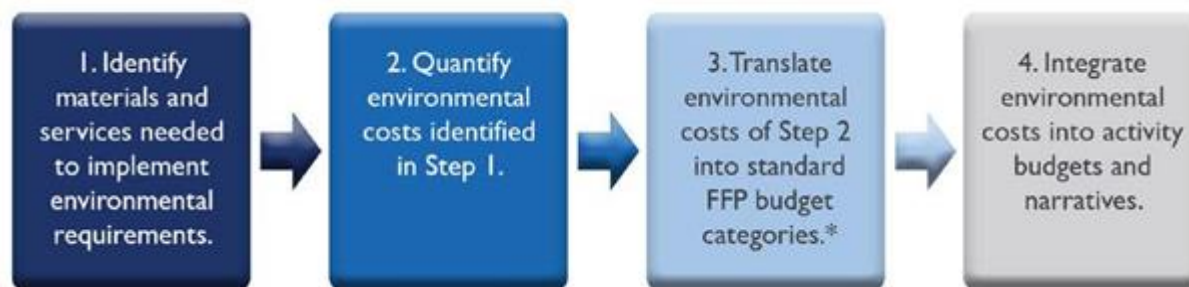 1. Identify
materials and
services needed
to implement
environmental
requirements.
2. Quantify
environmental
costs identified
in Step 1.
3. Translate
environmental
costs of Step 2
into standard
FFP budget
categories.*
4. Integrate
environmental
costs into activity
budgets and
narratives.